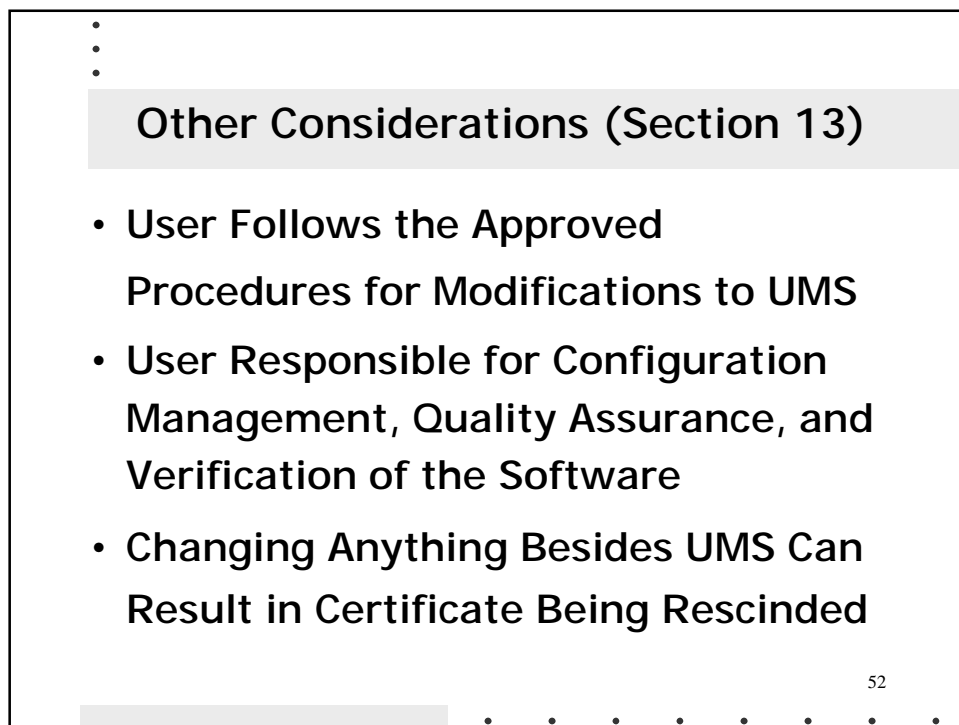 Other Considerations (Section 13)
• User Follows the Approved
Procedures for Modifications to UMS
• User Responsible for Configuration
Management, Quality Assurance, and
Verification of the Software
• Changing Anything Besides UMS Can
Result in Certificate Being Rescinded
52